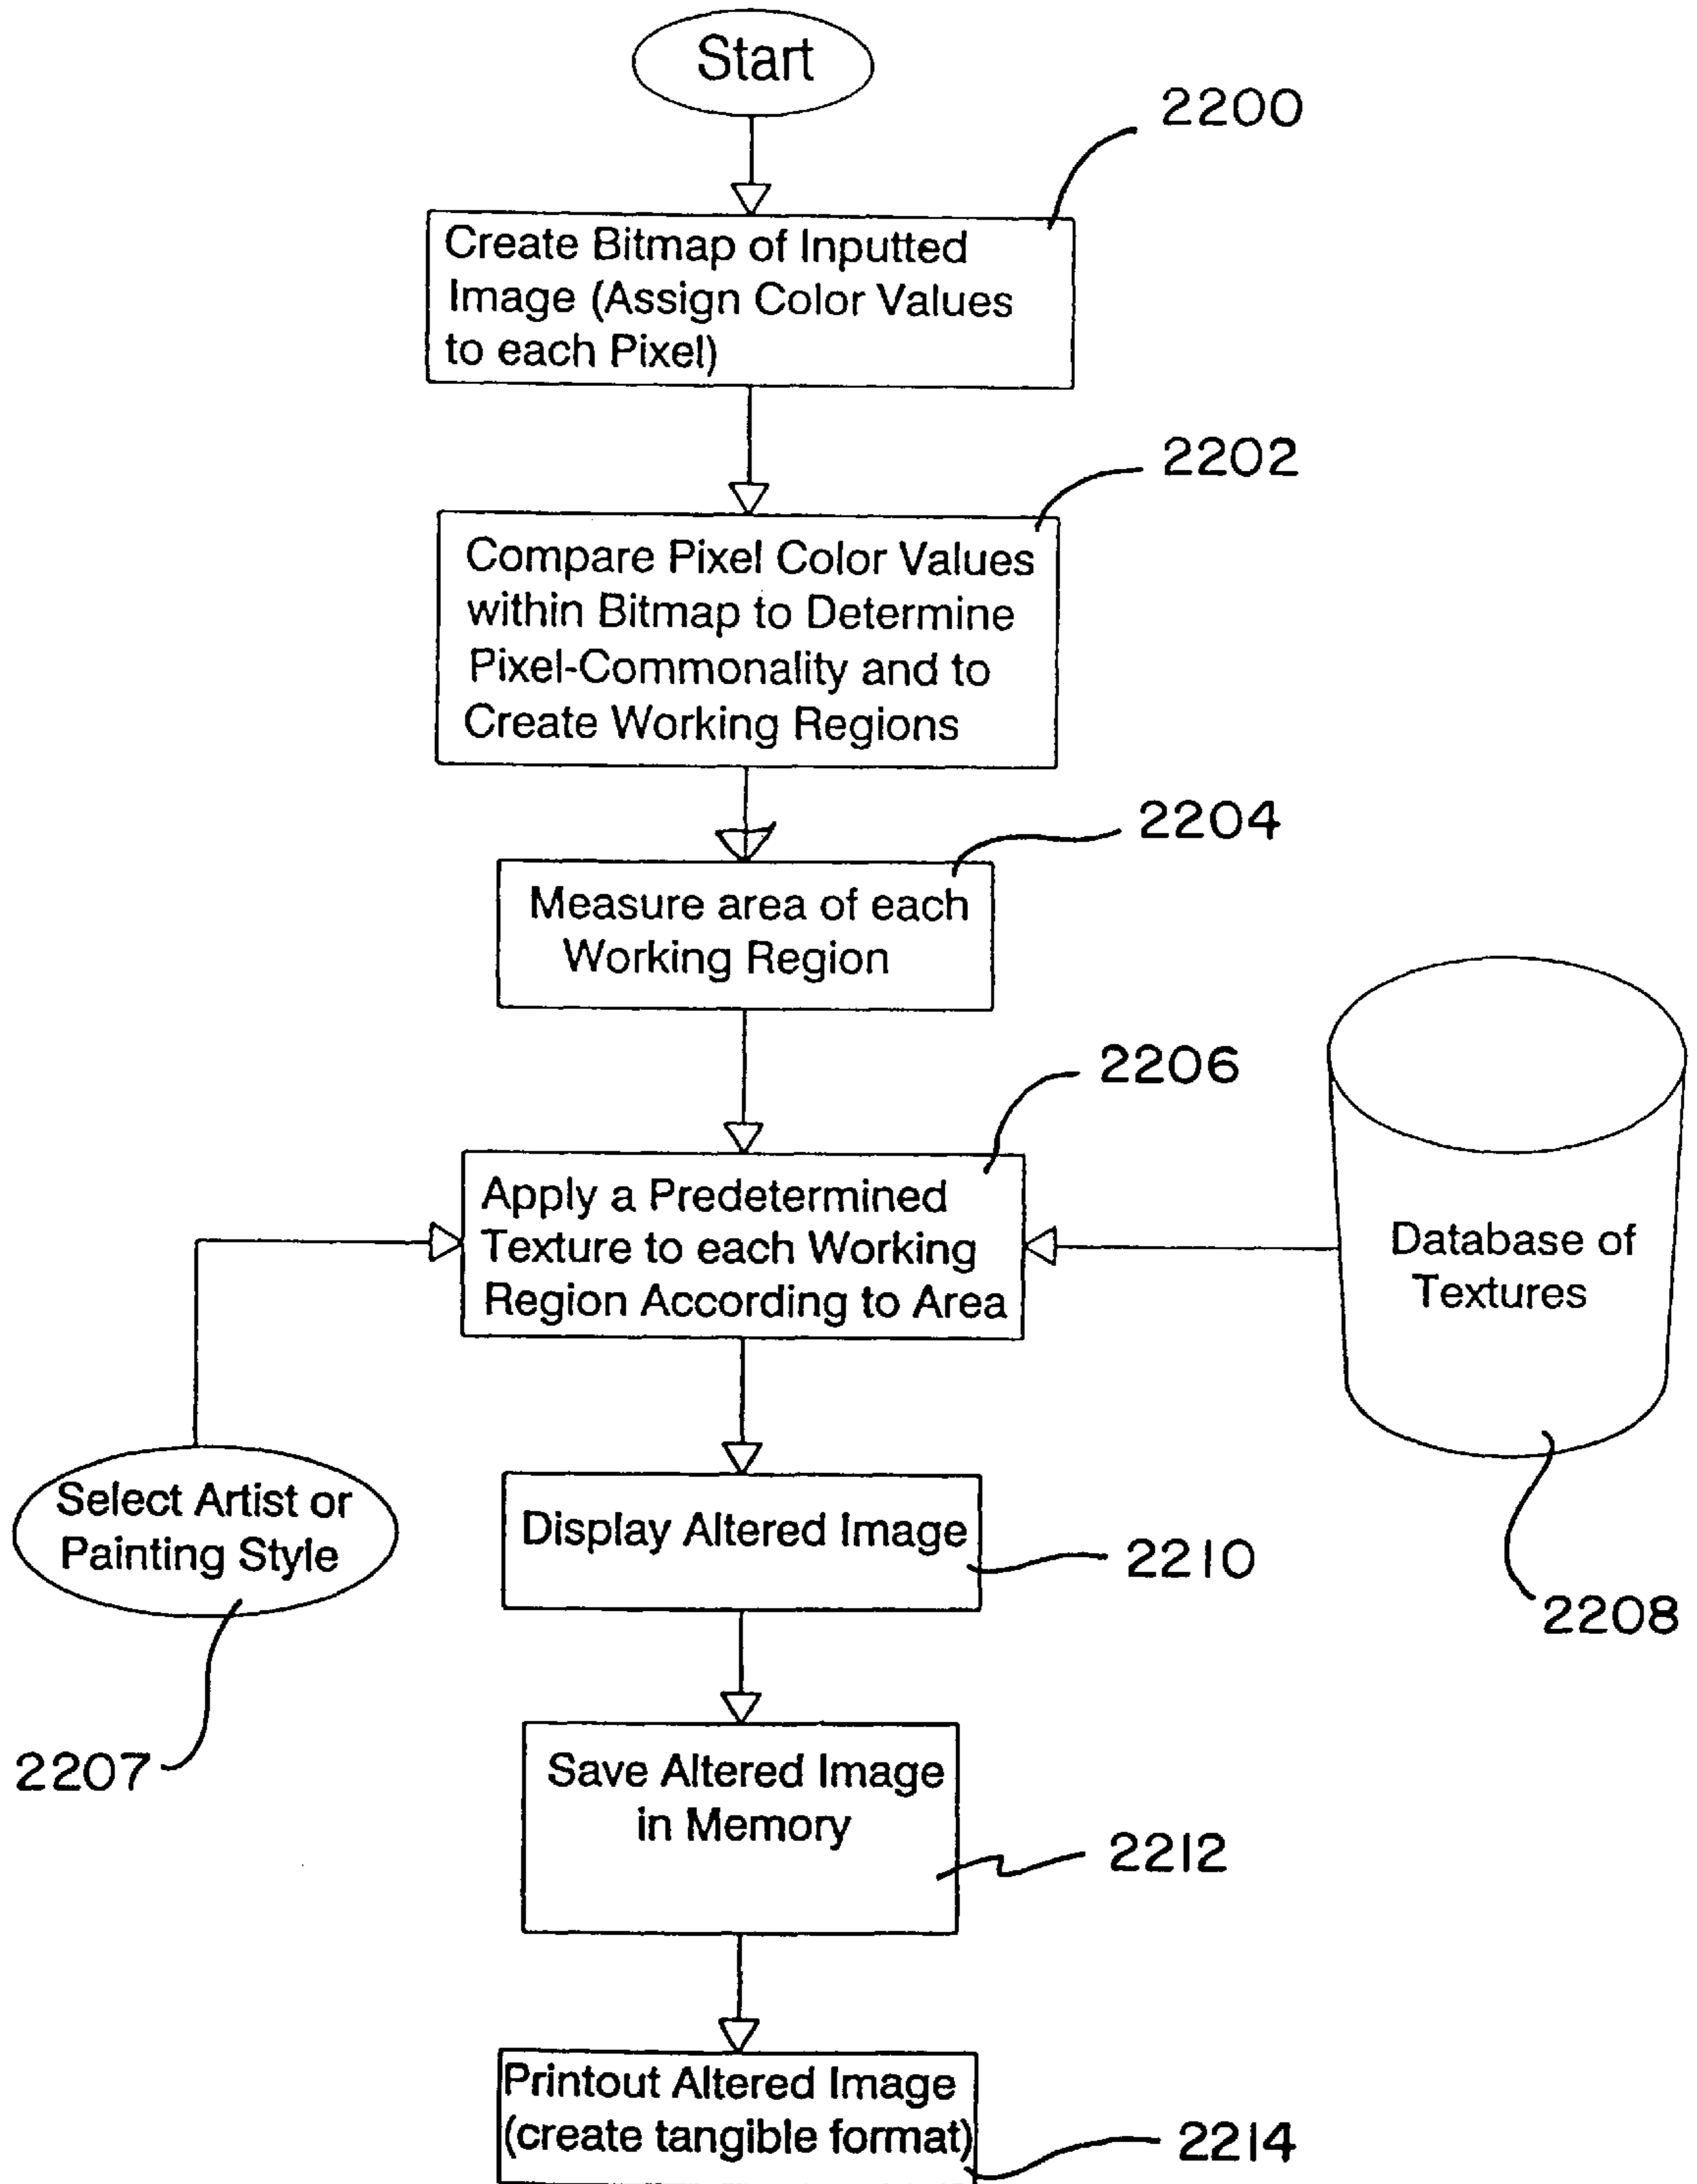 Start
2200
Create Bitmap of Inputted
Image (Assign Color Values
to each Pixel)
2202
Compare Pixel Color Values
within Bitmap to Determine
Pixel-Commonality and to
Create Working Regions
2204
Measure area of each
Working Region
2206
Apply a Predetermined
Texture to each Working
Region According to Area
Database of
Textures
2208
Select Artist or
Painting Style
2207
Display Altered Image
2210
Save Altered Image
in Memory
2212
Printout Altered Image
(create tangible format)
2214